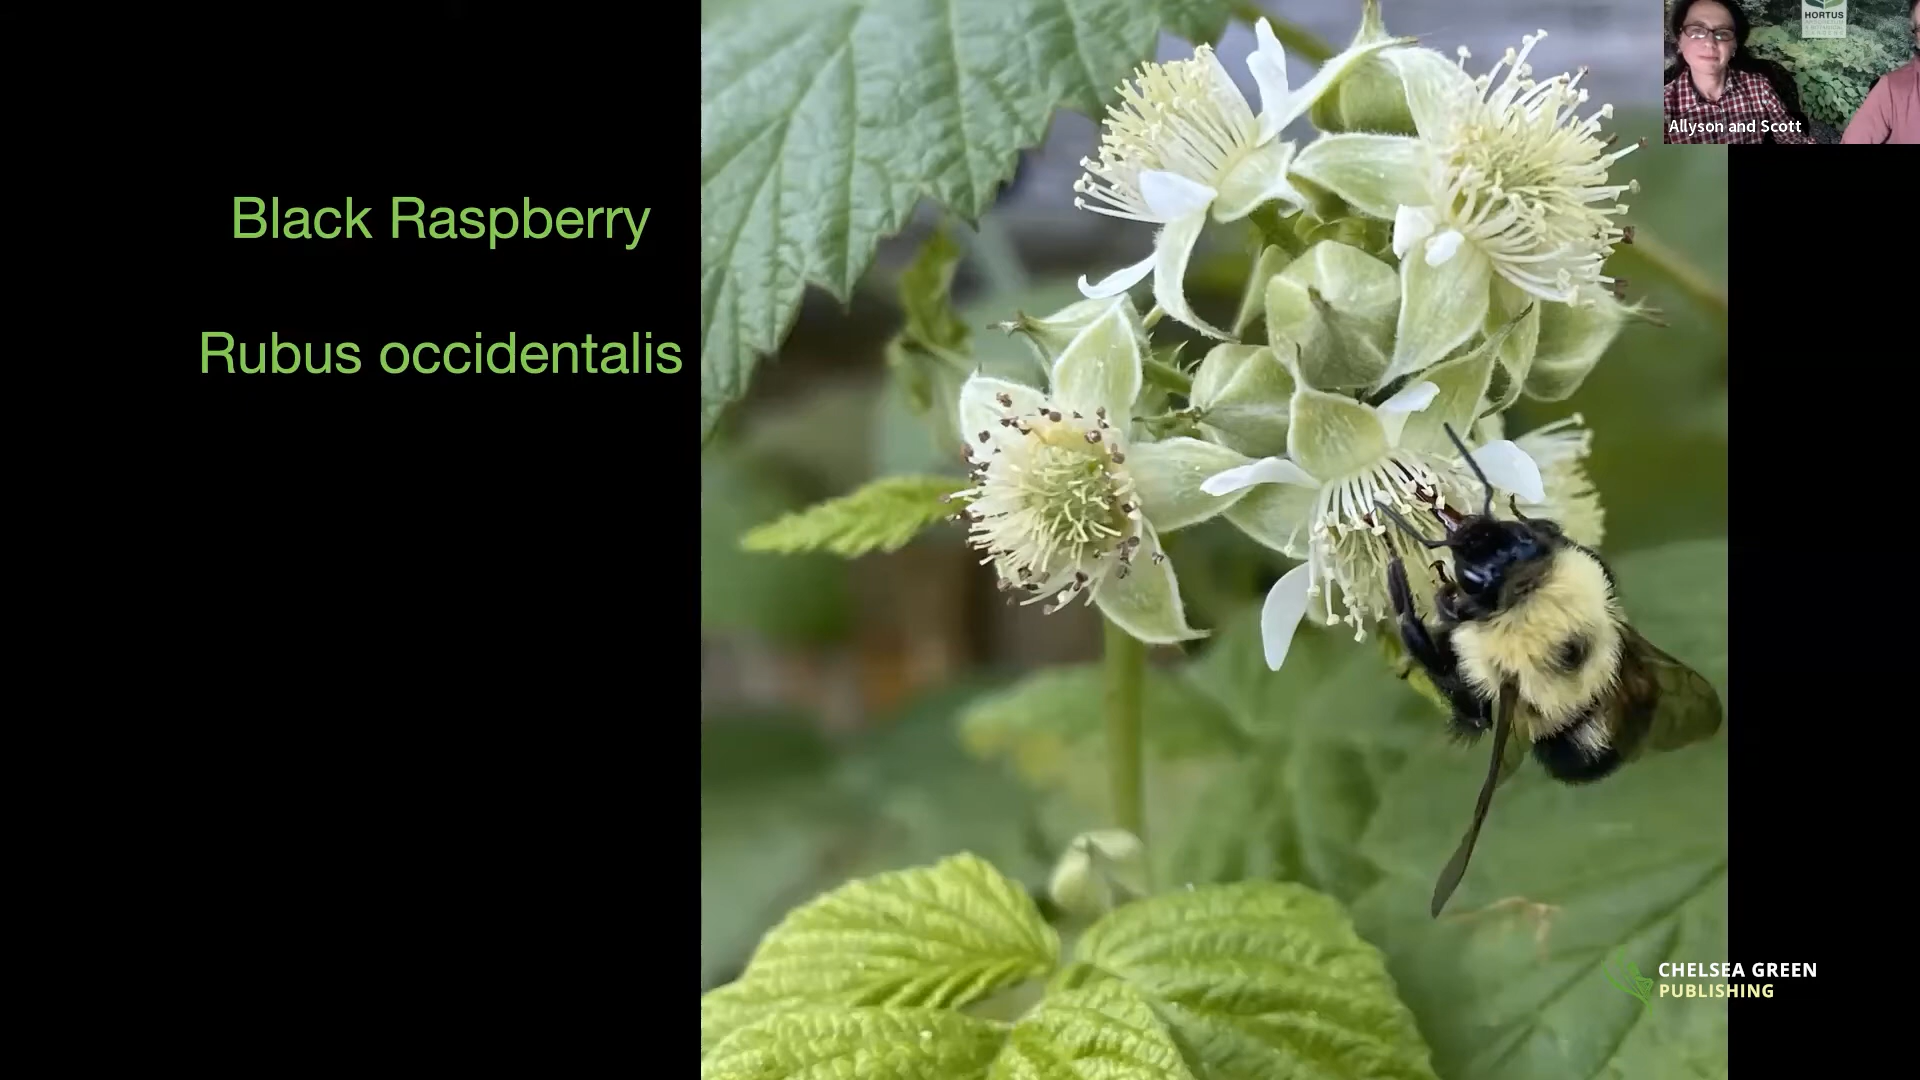 Black Raspberry
Rubus occidentalis
HORTUS
Allyson and Scott
CHELSEA GREEN
PUBLISHING